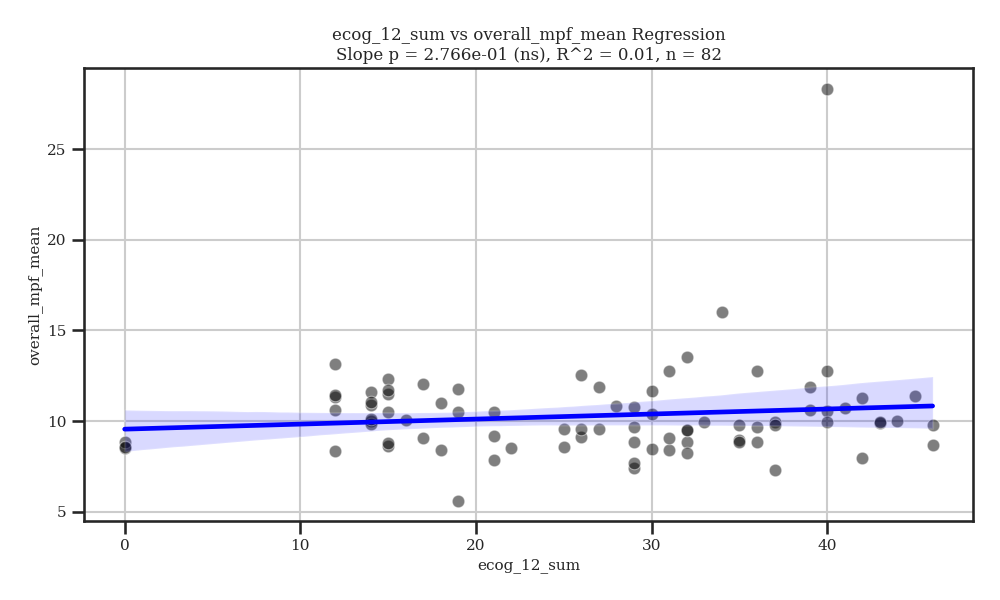 ecog_12_sum vs overall_mpf_mean Regression
Slope p = 2.766e-01 (ns), R^2 = 0.01, n = 82
overall_mpf_mean
25
20
15
10
5
0
10
20
30
40
ecog_12_sum